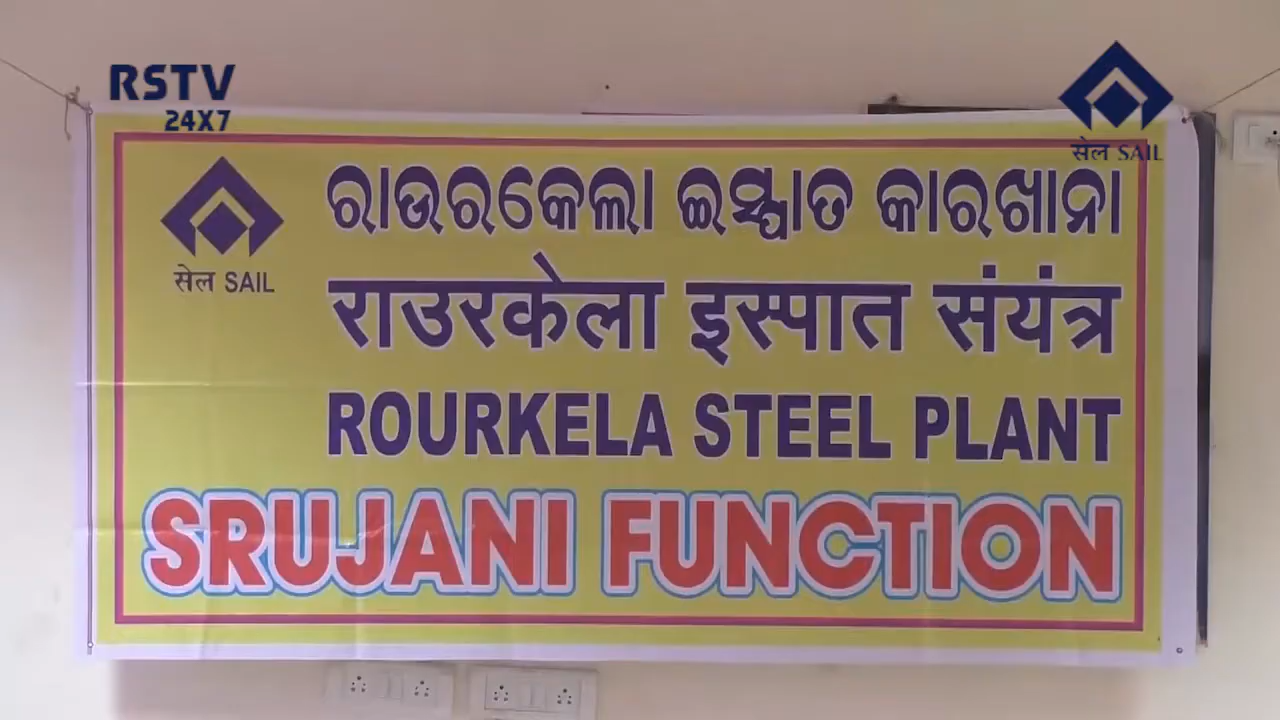 RSTV
24X7
सेल SAIL
सेल SAIL
ରାଉରକେଲା ଇସ୍ପାତ କାରଖାନା
राउरकेला इस्पात संयंत्र
ROURKELA STEEL PLANT
SRUJANI FUNCTION